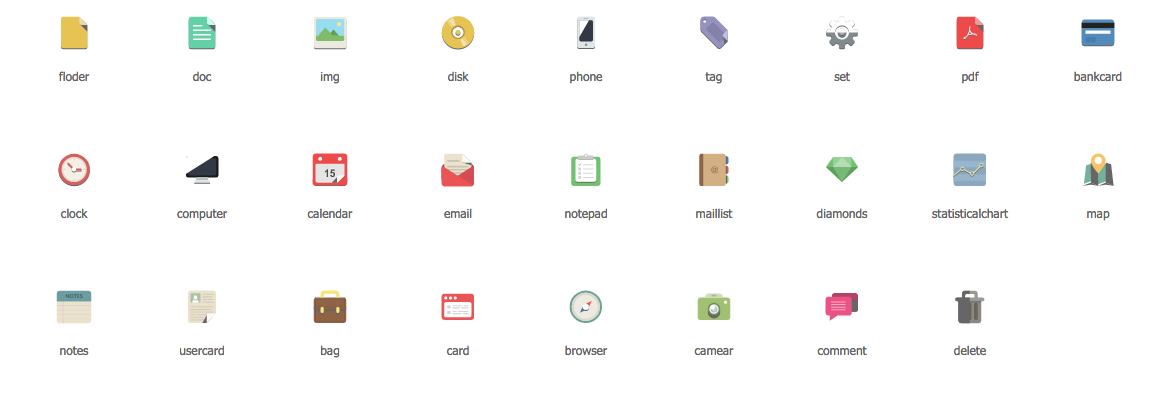 floder
doc
img
disk
phone
tag
set
pdf
bankcard
15
clock
computer
calendar
email
notepad
maillist
diamonds
statisticalchart
map
NOTES
notes
usercard
bag
card
browser
camear
comment
delete